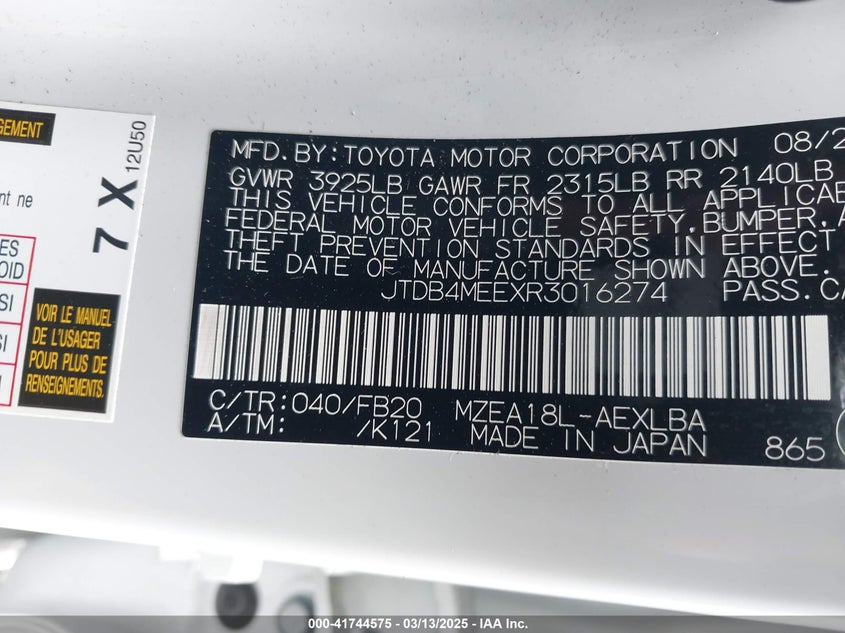 GEMENT
nt ne
ES
OID
SI
SI
VOIR LE MANUEL
DE L'USAGER
POUR PLUS DE
RENSEIGNEMENTS.
7 X
12U50
MFD.BY:TOYOTA MOTOR CORPORATION 08/2
GVWR 3925LB GAWR FR 2315LB RR 2140LB
THIS VEHICLE CONFORMS TO ALL APPLICAB
FEDERAL MOTOR VEHICLE SAFETY,BUMPER,A
THEFT PREVENTION STANDARDS IN EFFECT
THE DATE OF MANUFACTURE SHOWN ABOVE.
JTDB4MEEXR3016274 PASS.CA
C/TR:040/FB20 MZEA18L-AEXLBA
A/TM: /K121 MADE IN JAPAN 865
000-41744575 - 03/13/2025 - IAA Inc.